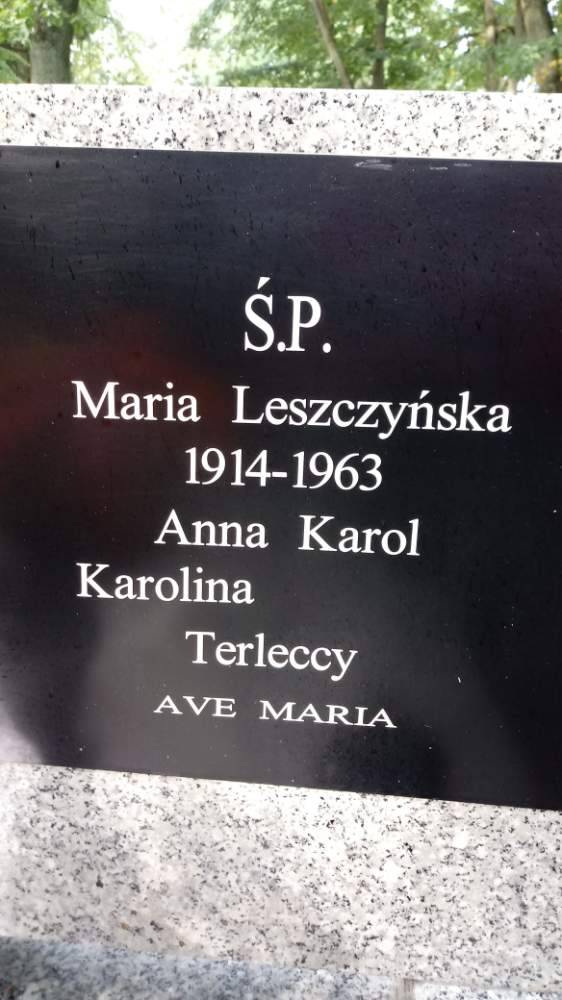 Ś.P.
Maria Leszczyńska
1914-1963
Anna Karol
Karolina
Terleccy
AVE MARIA